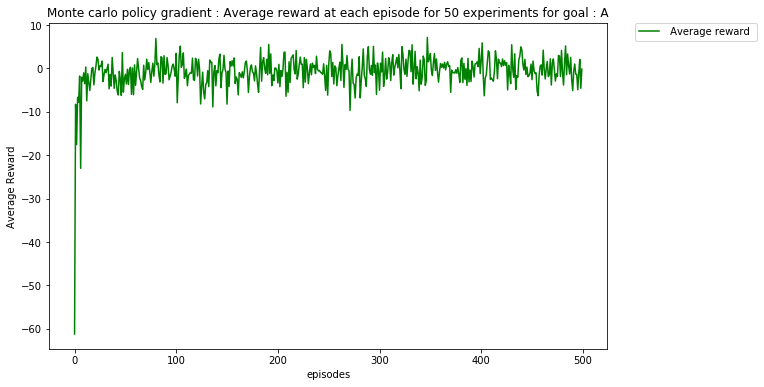 Monte carlo policy gradient : Average reward at each episode for 50 experiments for goal : A
Average reward
10
0
−10
−20
−30
−40
−50
−60
Average Reward
0 100 200 300 400 500
episodes